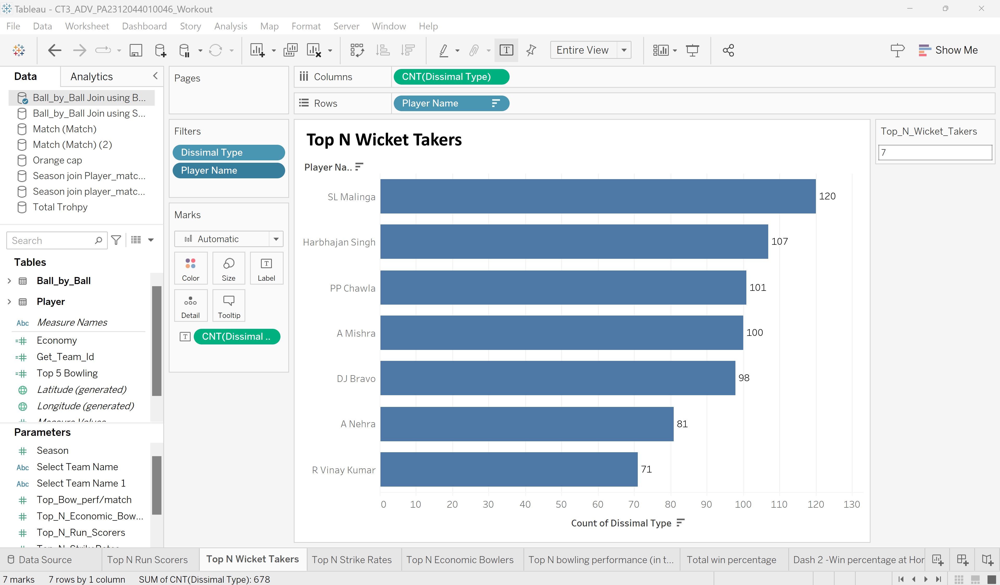 Tableau - CT3_ADV_PA2312044010046_Workout
File Data Worksheet Dashboard Story Analysis Map Format Server Window Help
Entire View
Show Me
Data Analytics
Ball_by_Ball Join using B...
Ball_by_Ball Join using S...
Match (Match)
Match (Match) (2)
Orange cap
Season join Player_matc...
Season join player_matc...
Total Trohpy
Search
Tables
Ball_by_Ball
Player
Abc Measure Names
=# Economy
=# Get_Team_Id
=# Top 5 Bowling
Latitude (generated)
Longitude (generated)
# Measure Values
Parameters
# Season
Abc Select Team Name
Abc Select Team Name 1
# Top_Bow_perf/match
# Top_N_Economic_Bow...
# Top_N_Run_Scorers
# Top_N_StrikeRates
Pages
Filters
Dissimal Type
Player Name
Marks
Automatic
Color Size Label
Detail Tooltip
CNT(Dissimal ..
Columns CNT(Dissimal Type)
Rows Player Name
Top N Wicket Takers
Player Na..
SL Malinga 120
Harbhajan Singh 107
PP Chawla 101
A Mishra 100
DJ Bravo 98
A Nehra 81
R Vinay Kumar 71
0 10 20 30 40 50 60 70 80 90 100 110 120 130
Count of Dissimal Type
Top_N_Wicket_Takers
7
Data Source Top N Run Scorers Top N Wicket Takers Top N Strike Rates Top N Economic Bowlers Top N bowling performance (in t... Total win percentage Dash 2 -Win percentage at Hor
7 marks 7 rows by 1 column SUM of CNT(Dissimal Type): 678